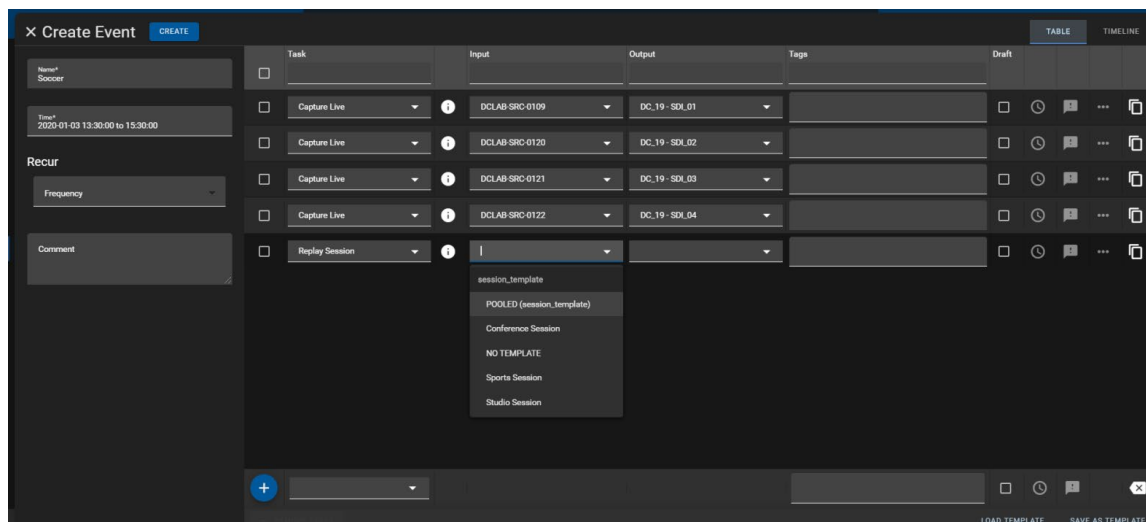 ✕ Create Event CREATE TABLE TIMELINE
Name*
Soccer
Time*
2020-01-03 13:30:00 to 15:30:00
Recur
Frequency
Comment
Task Input Output Tags Draft
Capture Live DCLAB-SRC-0109 DC_19 - SDI_01
Capture Live DCLAB-SRC-0120 DC_19 - SDI_02
Capture Live DCLAB-SRC-0121 DC_19 - SDI_03
Capture Live DCLAB-SRC-0122 DC_19 - SDI_04
Replay Session
session_template
POOLED (session_template)
Conference Session
NO TEMPLATE
Sports Session
Studio Session
LOAD TEMPLATE SAVE AS TEMPLATE